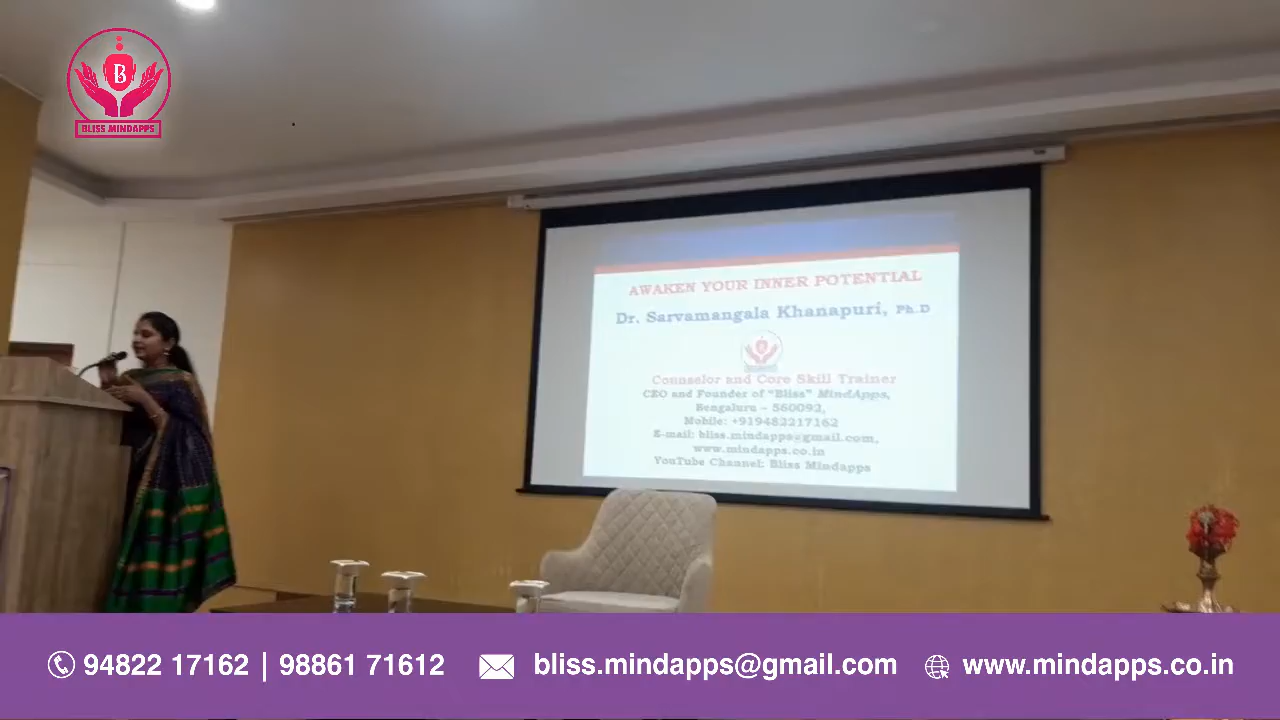 B
BLISS MINDAPPS
AWAKEN YOUR INNER POTENTIAL
Dr. Sarvamangala Khanapuri, Ph.D
B
Counselor and Core Skill Trainer
CEO and Founder of "Bliss" MindApps,
Bengaluru - 560092,
Mobile: +919482217162
E-mail: bliss.mindapps@gmail.com,
www.mindapps.co.in
YouTube Channel: Bliss Mindapps
94822 17162 | 98861 71612
bliss.mindapps@gmail.com
www.mindapps.co.in